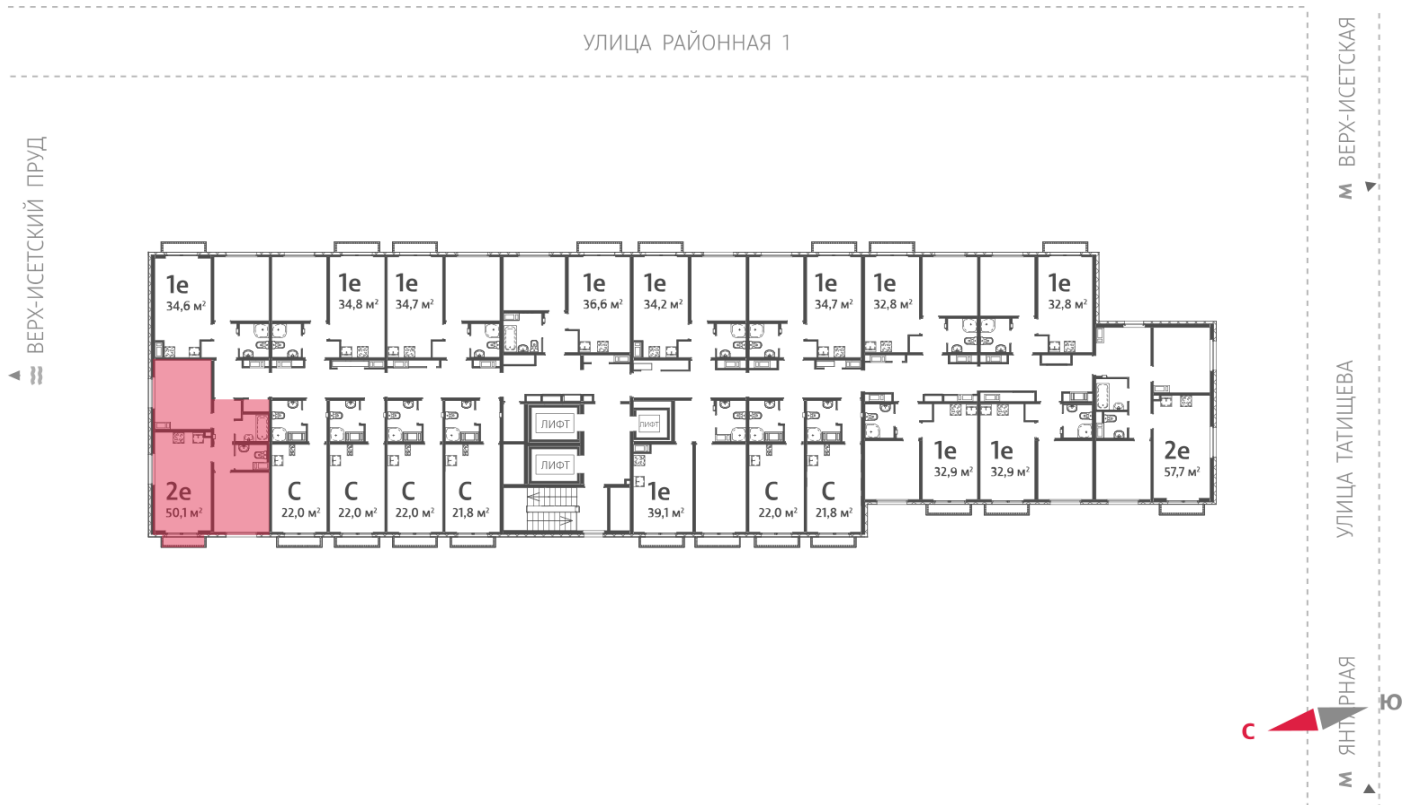 УЛИЦА РАЙОННАЯ 1
М ВЕРХ-ИСЕТСКАЯ
ВЕРХ-ИСЕТСКИЙ ПРУД
1е
34,6 м²
1е
34,8 м²
1е
34,7 м²
1е
36,6 м²
1е
34,2 м²
1е
34,7 м²
1е
32,8 м²
1е
32,8 м²
УЛИЦА ТАТИЩЕВА
ЛИФТ
ЛИФТ
ЛИФТ
2е
50,1 м²
С
22,0 м²
С
22,0 м²
С
22,0 м²
С
21,8 м²
1е
39,1 м²
С
22,0 м²
С
21,8 м²
1е
32,9 м²
1е
32,9 м²
2е
57,7 м²
М ЯНТАРНАЯ
С
Ю